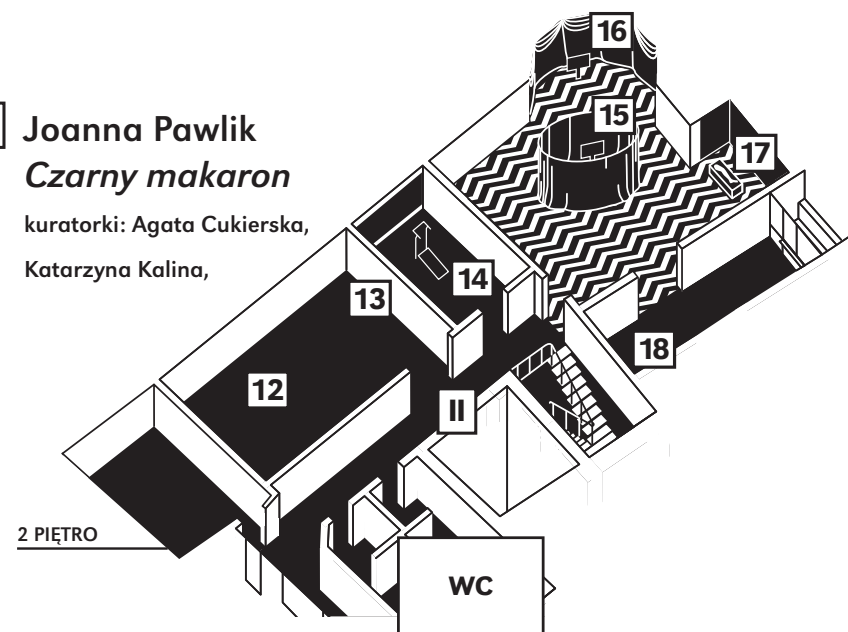 Joanna Pawlik
Czarny makaron
kuratorki: Agata Cukierska,
Katarzyna Kalina,
16
15
17
14
13
18
12
II
2 PIĘTRO
WC